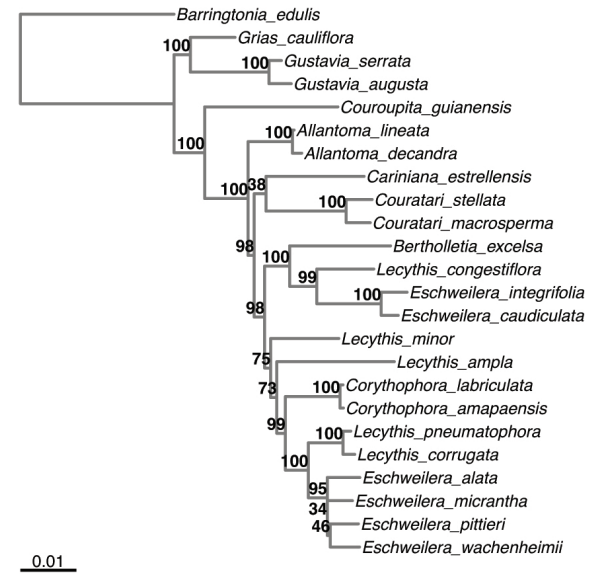 Barringtonia_edulis
Grias_cauliflora
100
Gustavia_serrata
100
Gustavia_augusta
Couroupita_guianensis
100
Allantoma_lineata
100
Allantoma_decandra
Cariniana_estrellensis
100
38
Couratari_stellata
100
Couratari_macrosperma
98
Bertholletia_excelsa
100
Lecythis_congestiflora
99
Eschweilera_integrifolia
100
98
Eschweilera_caudiculata
Lecythis_minor
75
Lecythis_ampla
73
Corythophora_labriculata
100
Corythophora_amapaensis
99
Lecythis_pneumatophora
100
Lecythis_corrugata
100
Eschweilera_alata
95
Eschweilera_micrantha
34
Eschweilera_pittieri
46
Eschweilera_wachenheimii
0.01